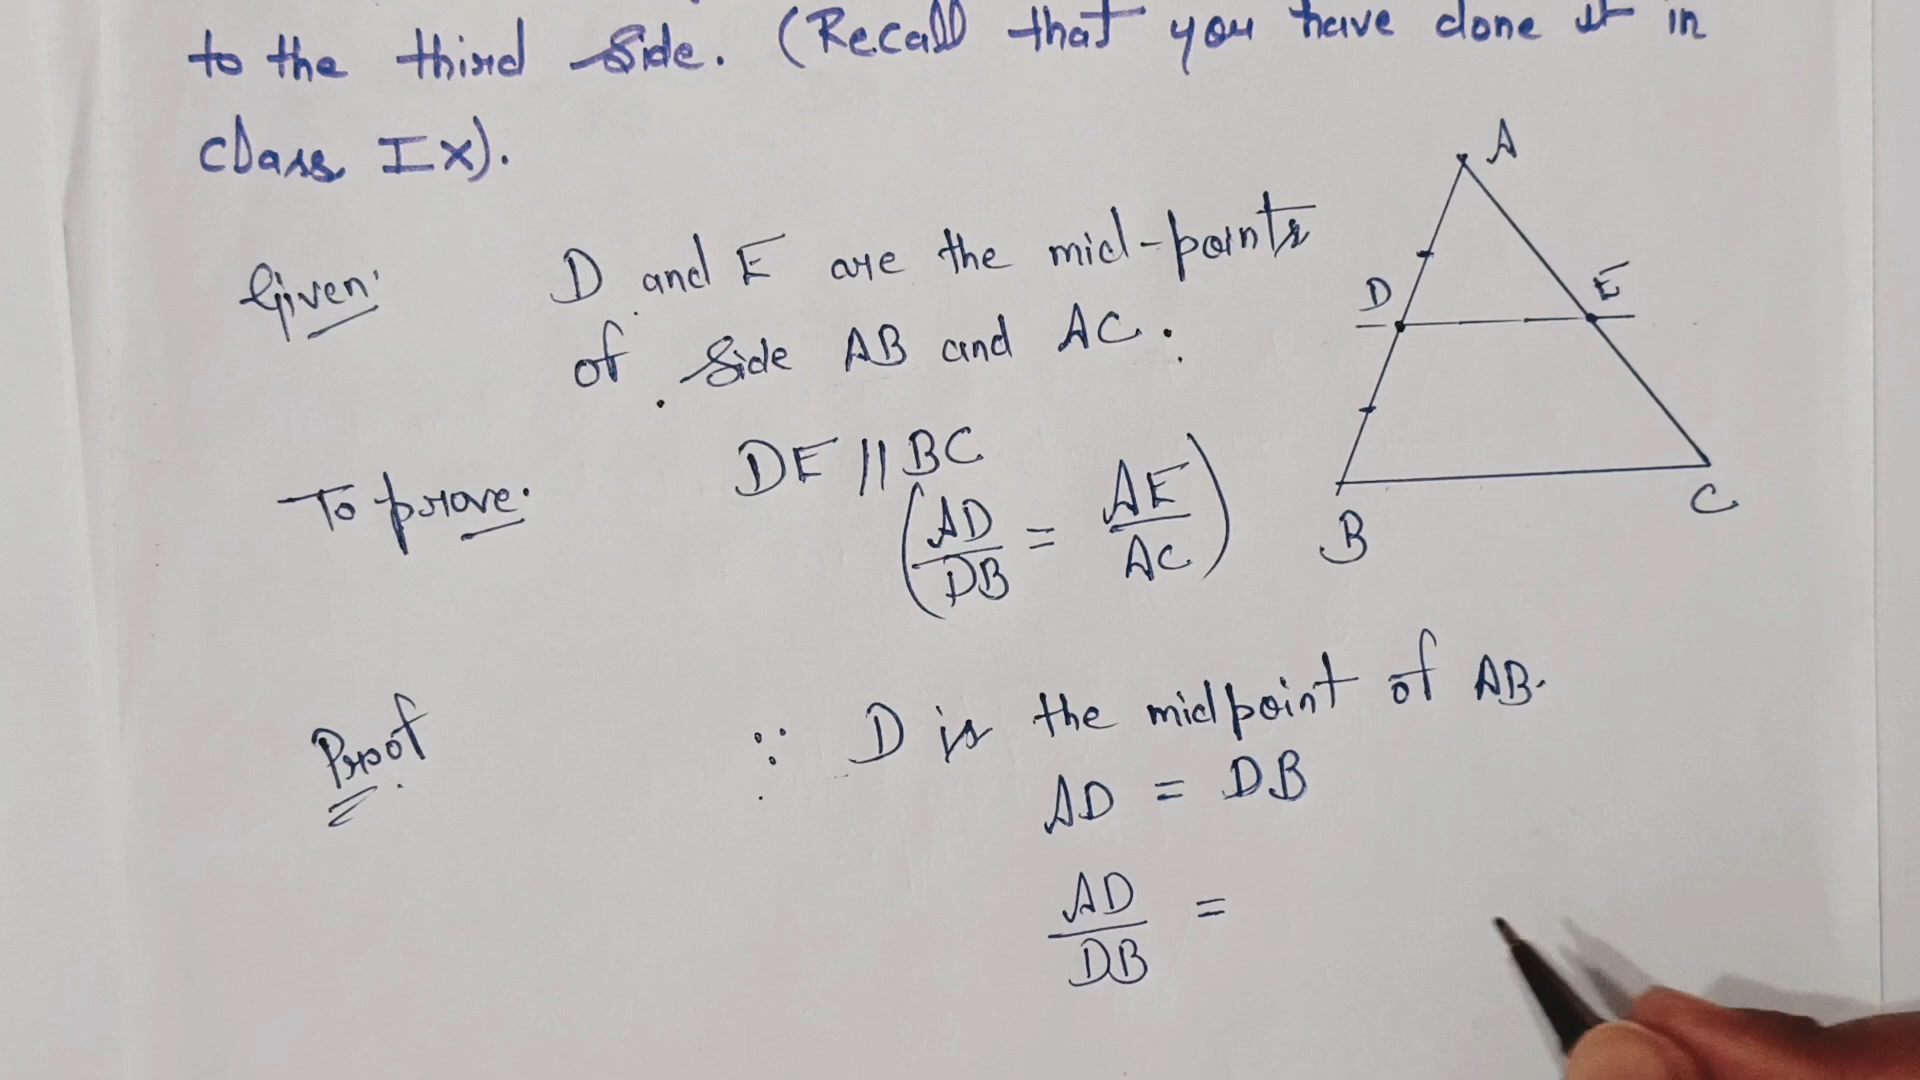 to the third side. (Recall that you have done it in
class IX).
Given: D and E are the mid-points
of side AB and AC.
To prove: DE || BC
(AD/DB = AE/AC)
Proof ∵ D is the midpoint of AB.
AD = DB
AD/DB =
A
D
E
B
C